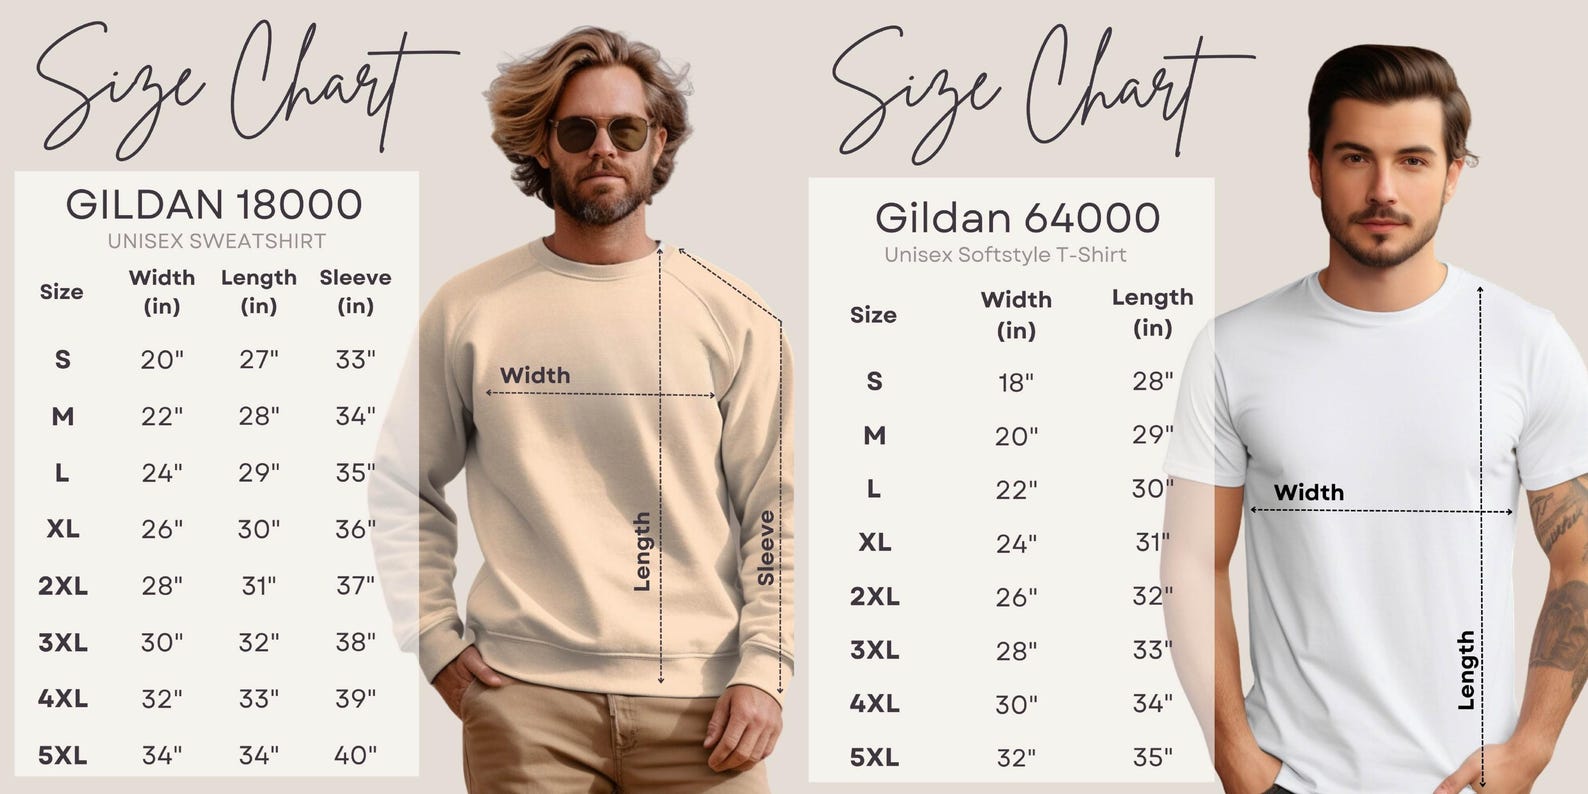 Size Chart
GILDAN 18000
UNISEX SWEATSHIRT
Size Width (in) Length (in) Sleeve (in)
S 20" 27" 33"
M 22" 28" 34"
L 24" 29" 35"
XL 26" 30" 36"
2XL 28" 31" 37"
3XL 30" 32" 38"
4XL 32" 33" 39"
5XL 34" 34" 40"
Width
Length
Sleeve
Size Chart
Gildan 64000
Unisex Softstyle T-Shirt
Size Width (in) Length (in)
S 18" 28"
M 20" 29"
L 22" 30"
XL 24" 31"
2XL 26" 32"
3XL 28" 33"
4XL 30" 34"
5XL 32" 35"
Width
Length